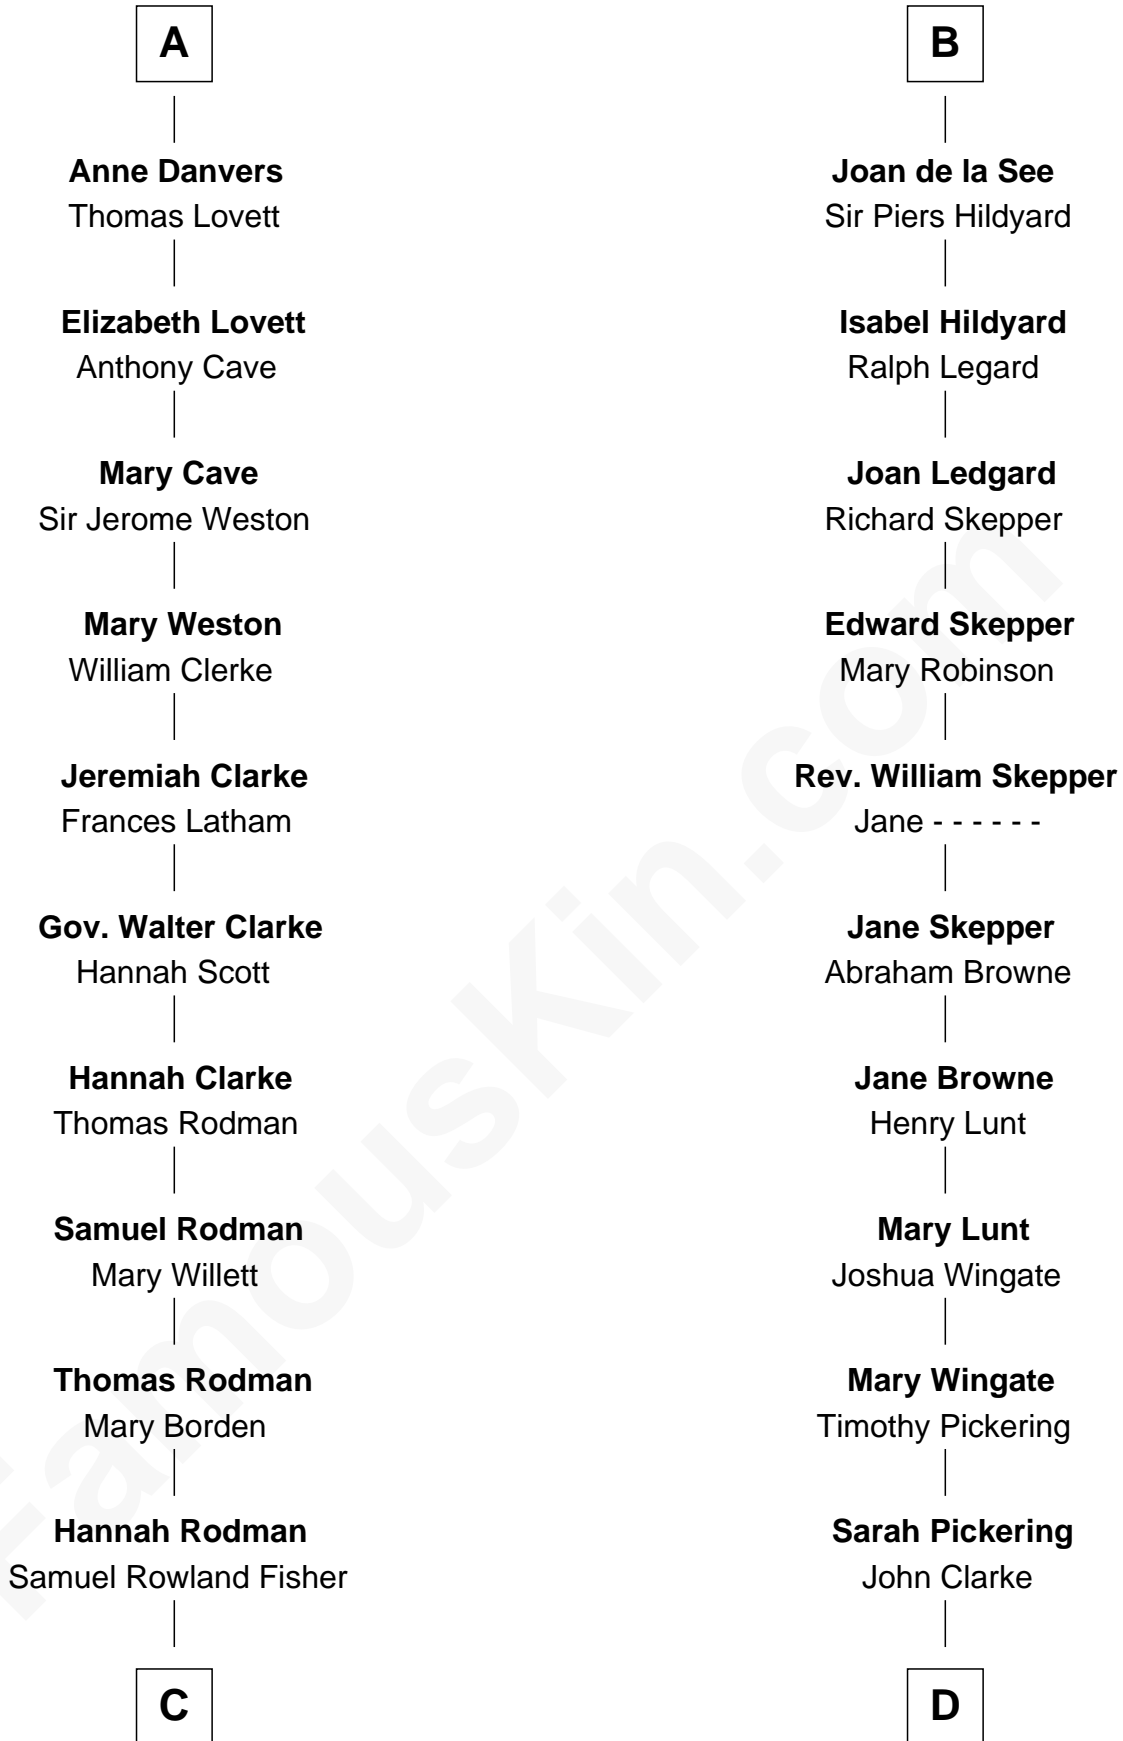 A
Anne Danvers
Thomas Lovett
Elizabeth Lovett
Anthony Cave
Mary Cave
Sir Jerome Weston
Mary Weston
William Clerke
Jeremiah Clarke
Frances Latham
Gov. Walter Clarke
Hannah Scott
Hannah Clarke
Thomas Rodman
Samuel Rodman
Mary Willett
Thomas Rodman
Mary Borden
Hannah Rodman
Samuel Rowland Fisher
C
B
Joan de la See
Sir Piers Hildyard
Isabel Hildyard
Ralph Legard
Joan Ledgard
Richard Skepper
Edward Skepper
Mary Robinson
Rev. William Skepper
Jane - - - - - -
Jane Skepper
Abraham Browne
Jane Browne
Henry Lunt
Mary Lunt
Joshua Wingate
Mary Wingate
Timothy Pickering
Sarah Pickering
John Clarke
D
FamousKin.com